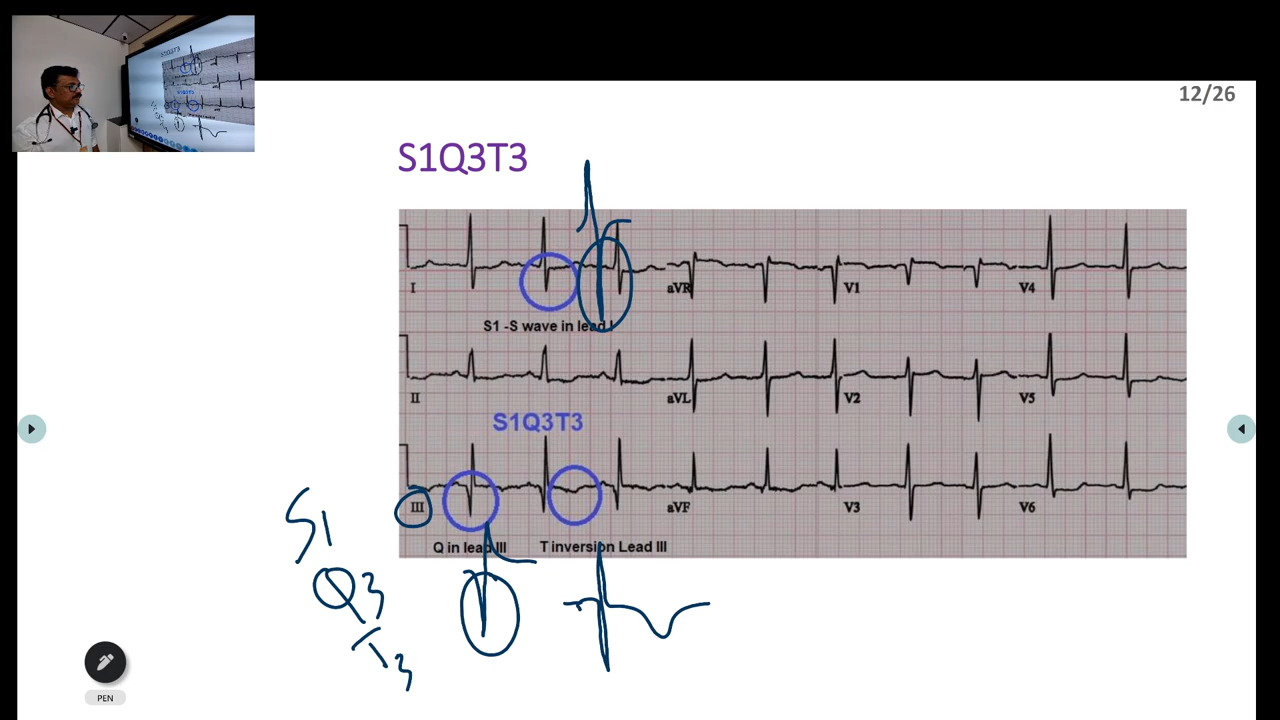 12/26
S1Q3T3
I aVR V1 V4
S1 -S wave in lead I
II aVL V2 V5
S1Q3T3
III aVF V3 V6
Q in lead III T inversion Lead III
S1
Q3
T3
PEN